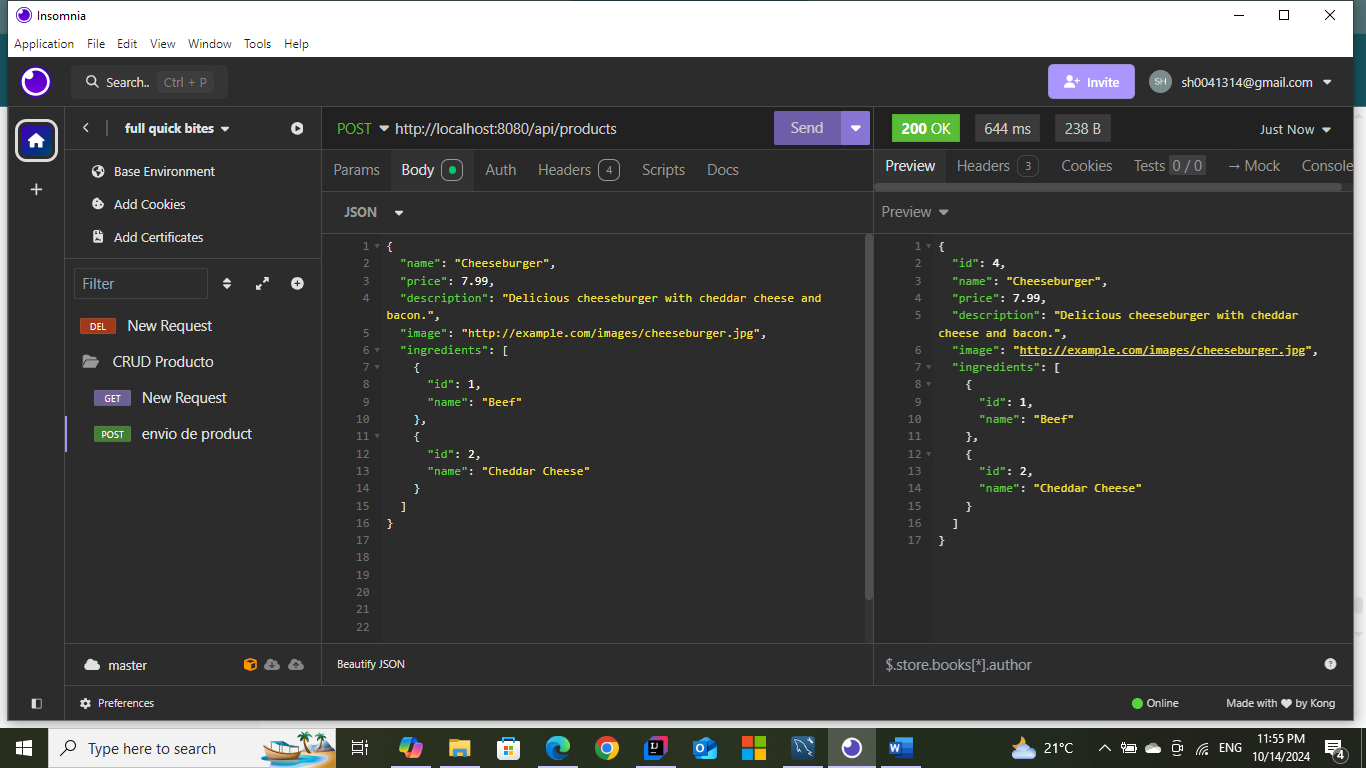 Insomnia
Application File Edit View Window Tools Help
Search.. Ctrl + P
Invite
SH sh0041314@gmail.com
full quick bites
POST http://localhost:8080/api/products
Send
200 OK 644 ms 238 B Just Now
Base Environment
Add Cookies
Add Certificates
Filter
DEL New Request
CRUD Producto
GET New Request
POST envio de product
Params Body Auth Headers 4 Scripts Docs
JSON
1 {
2 "name": "Cheeseburger",
3 "price": 7.99,
4 "description": "Delicious cheeseburger with cheddar cheese and
bacon.",
5 "image": "http://example.com/images/cheeseburger.jpg",
6 "ingredients": [
7 {
8 "id": 1,
9 "name": "Beef"
10 },
11 {
12 "id": 2,
13 "name": "Cheddar Cheese"
14 }
15 ]
16 }
17
18
19
20
21
22
Preview Headers 3 Cookies Tests 0 / 0 → Mock Console
Preview
1 {
2 "id": 4,
3 "name": "Cheeseburger",
4 "price": 7.99,
5 "description": "Delicious cheeseburger with cheddar
cheese and bacon.",
6 "image": "http://example.com/images/cheeseburger.jpg",
7 "ingredients": [
8 {
9 "id": 1,
10 "name": "Beef"
11 },
12 {
13 "id": 2,
14 "name": "Cheddar Cheese"
15 }
16 ]
17 }
master
Beautify JSON
$.store.books[*].author
Preferences
Online
Made with ♥ by Kong
Type here to search
21°C
ENG
11:55 PM
10/14/2024
4